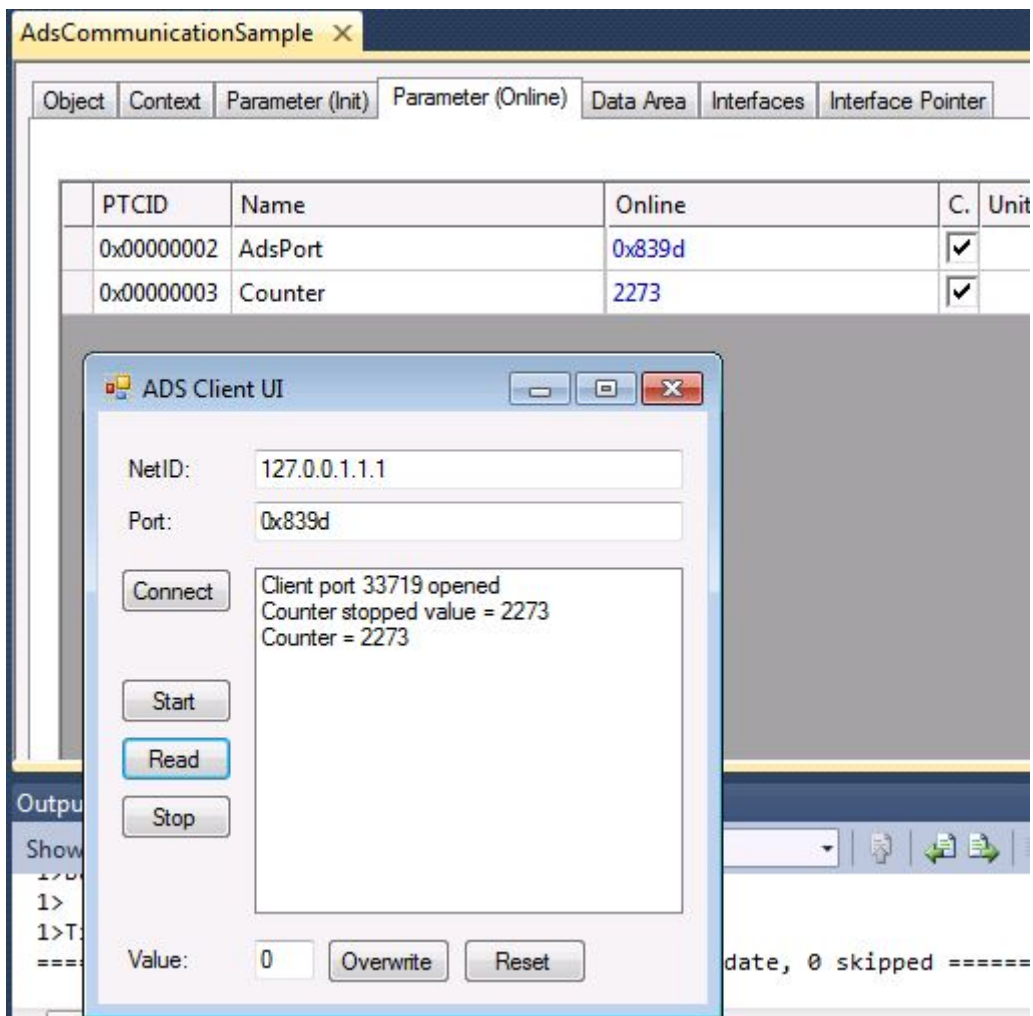 AdsCommunicationSample
Object Context Parameter (Init) Parameter (Online) Data Area Interfaces Interface Pointer
PTCID Name Online C. Unit
0x00000002 AdsPort 0x839d
0x00000003 Counter 2273
ADS Client UI
NetID: 127.0.0.1.1.1
Port: 0x839d
Connect
Client port 33719 opened
Counter stopped value = 2273
Counter = 2273
Start
Read
Stop
Value: 0 Overwrite Reset
Outpu
Show
1>
1>T
==== date, 0 skipped ======